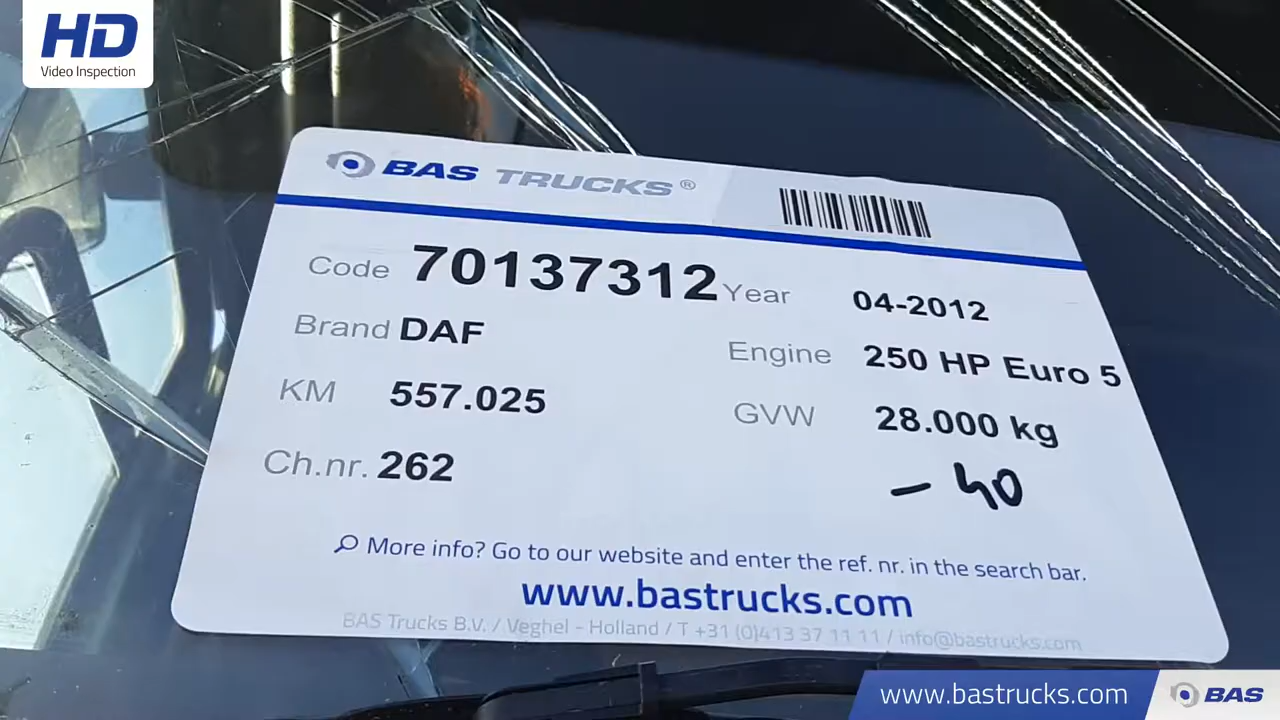 HD
Video Inspection
BAS TRUCKS®
Code 70137312
Year 04-2012
Brand DAF
Engine 250 HP Euro 5
KM 557.025
GVW 28.000 kg
Ch.nr. 262
- 40
More info? Go to our website and enter the ref. nr. in the search bar.
www.bastrucks.com
BAS Trucks B.V. / Veghel - Holland / T +31 (0)413 37 11 11 / info@bastrucks.com
www.bastrucks.com
BAS